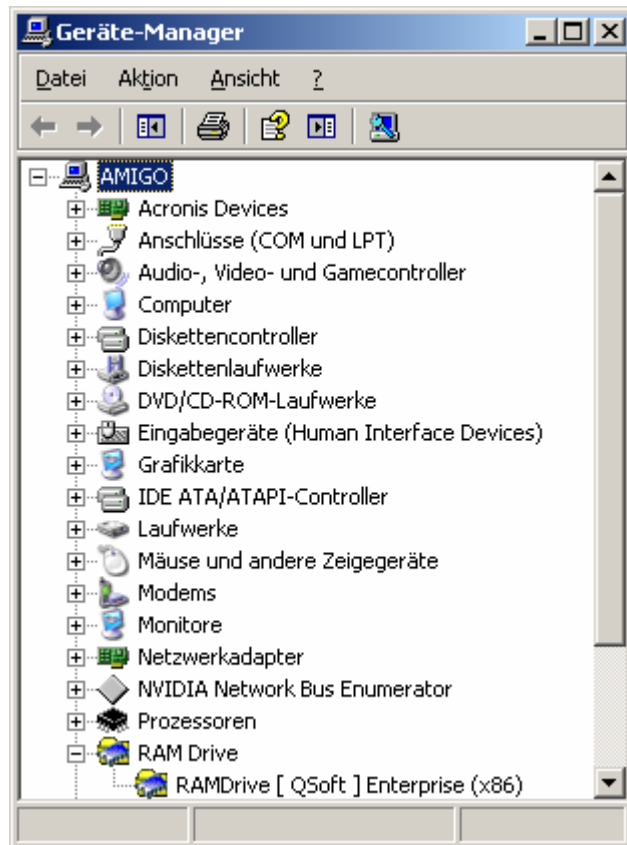 Geräte-Manager
Datei Aktion Ansicht ?
AMIGO
Acronis Devices
Anschlüsse (COM und LPT)
Audio-, Video- und Gamecontroller
Computer
Diskettencontroller
Diskettenlaufwerke
DVD/CD-ROM-Laufwerke
Eingabegeräte (Human Interface Devices)
Grafikkarte
IDE ATA/ATAPI-Controller
Laufwerke
Mäuse und andere Zeigegeräte
Modems
Monitore
Netzwerkadapter
NVIDIA Network Bus Enumerator
Prozessoren
RAM Drive
RAMDrive [ QSoft ] Enterprise (x86)